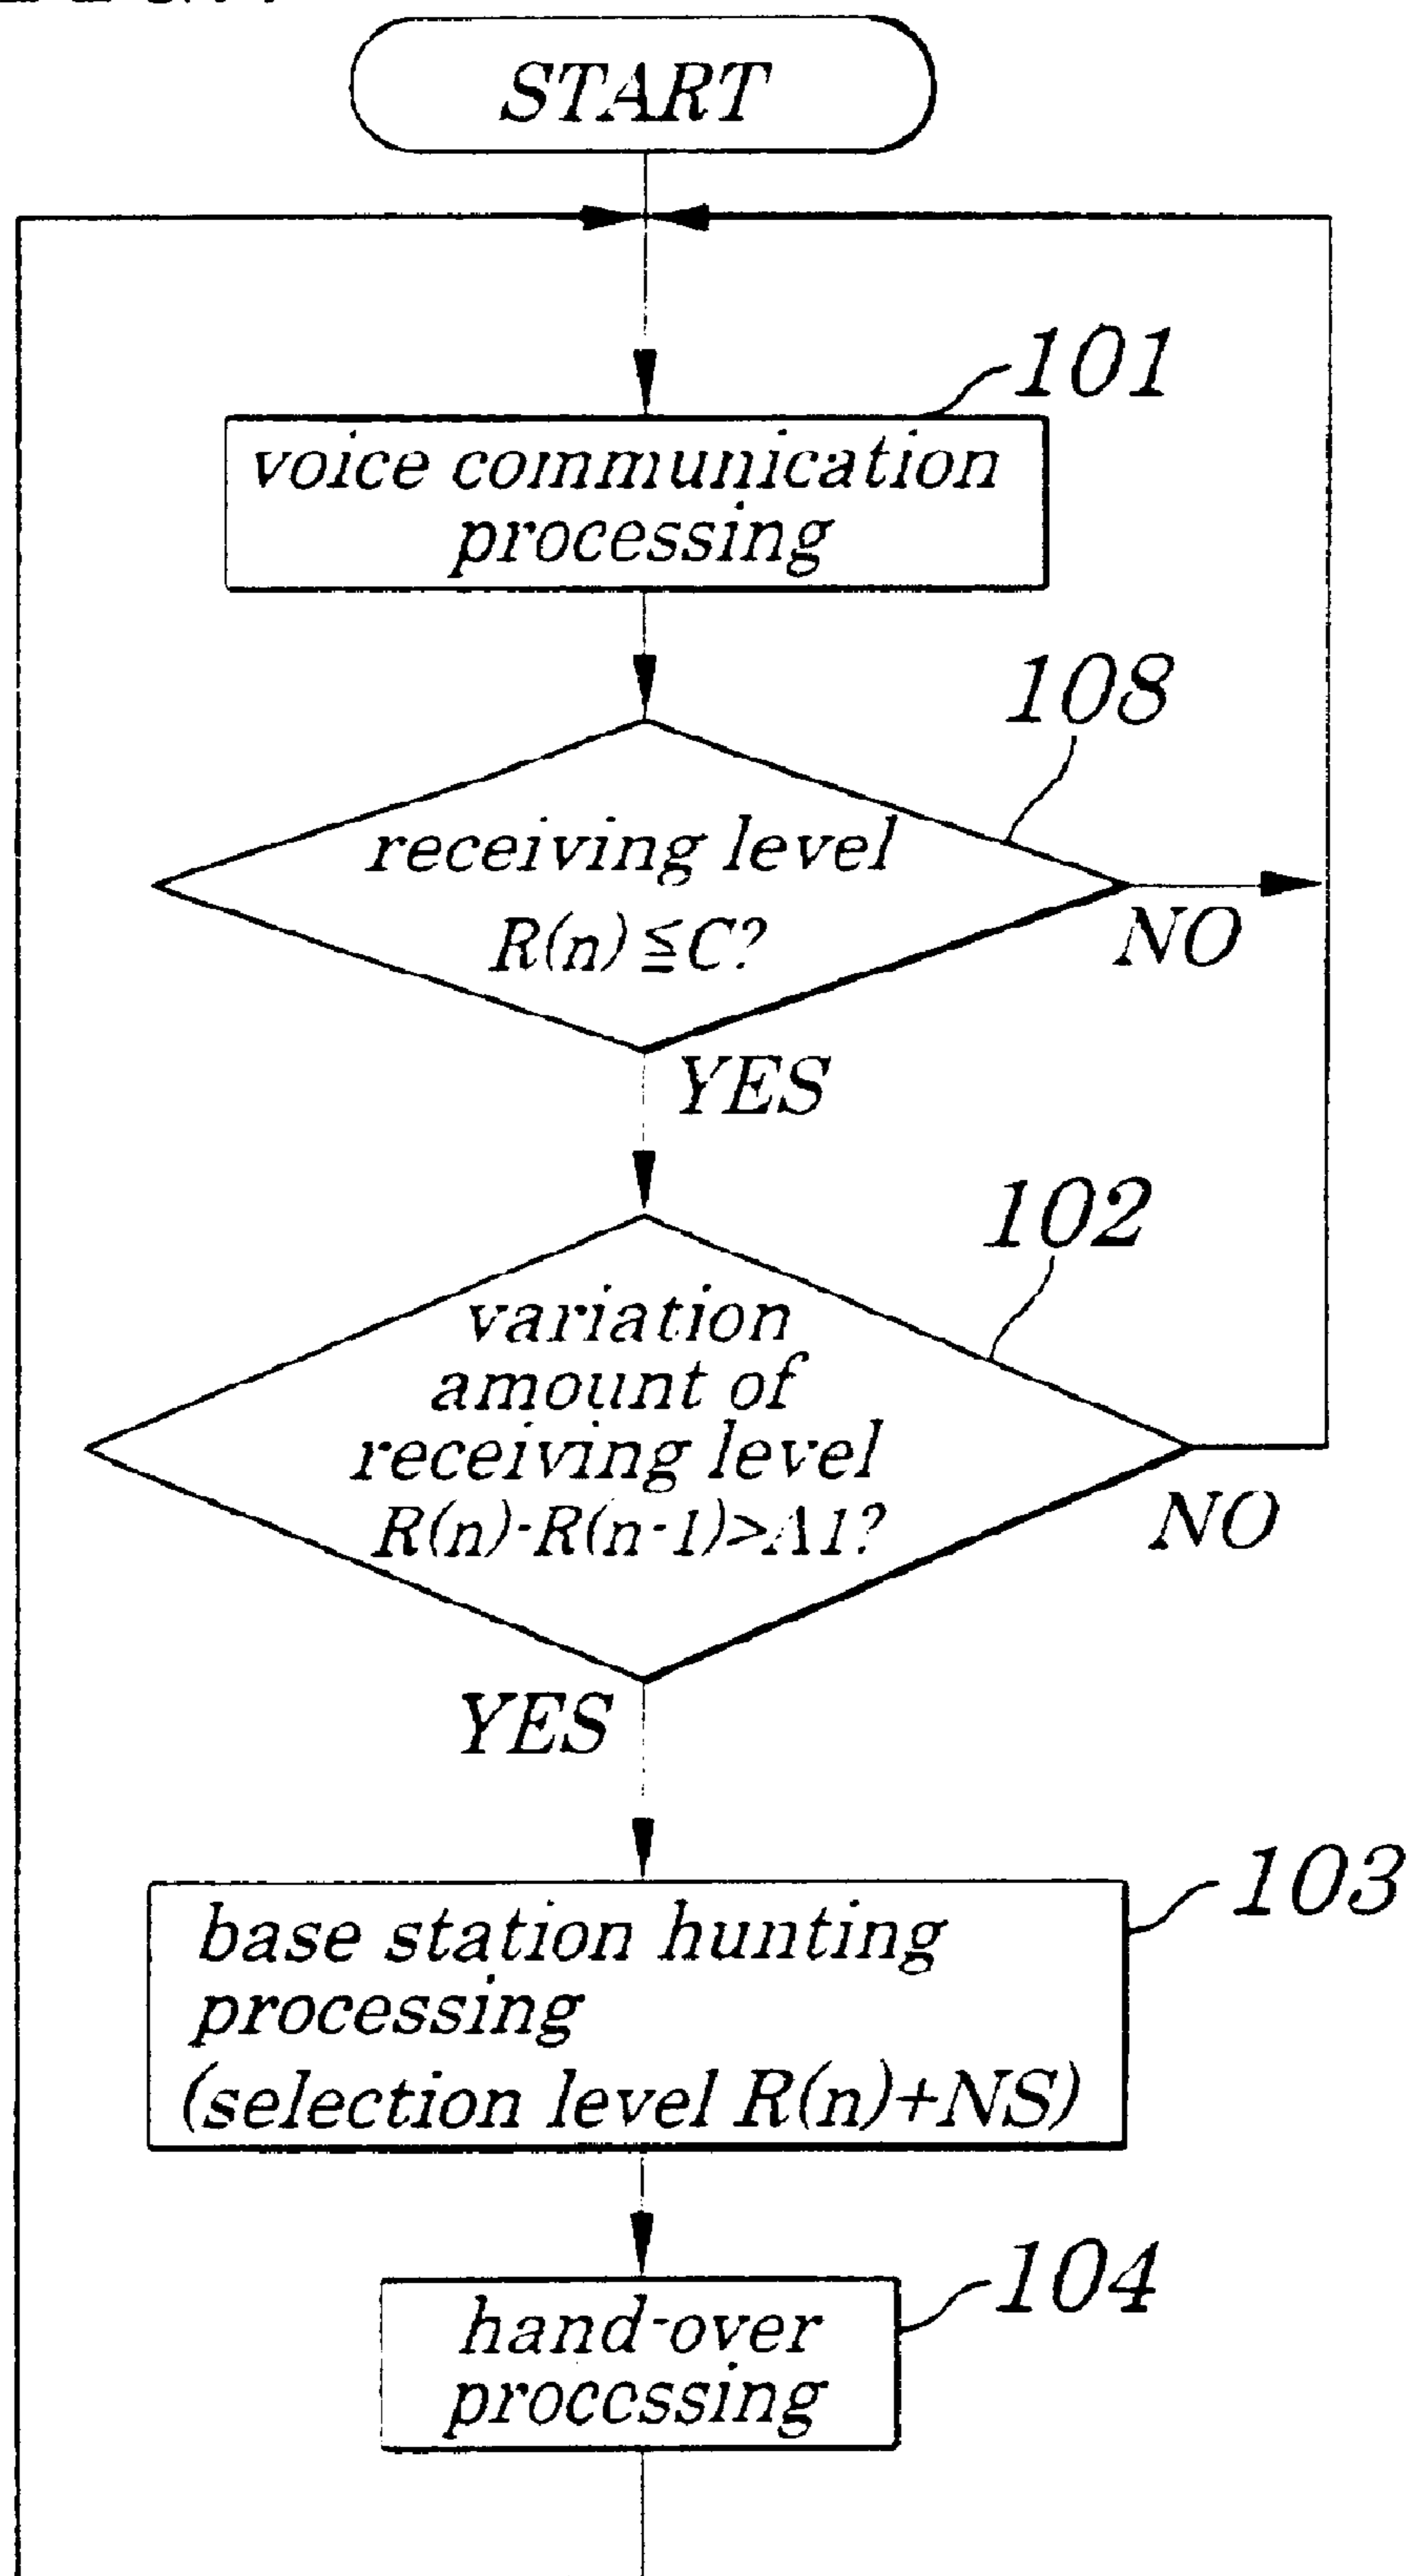 START
101
voice communication
processing
108
receiving level
R(n)≦C?
NO
YES
102
variation
amount of
receiving level
R(n)-R(n-1)>A1?
NO
YES
103
base station hunting
processing
(selection level R(n)+NS)
104
hand-over
processing